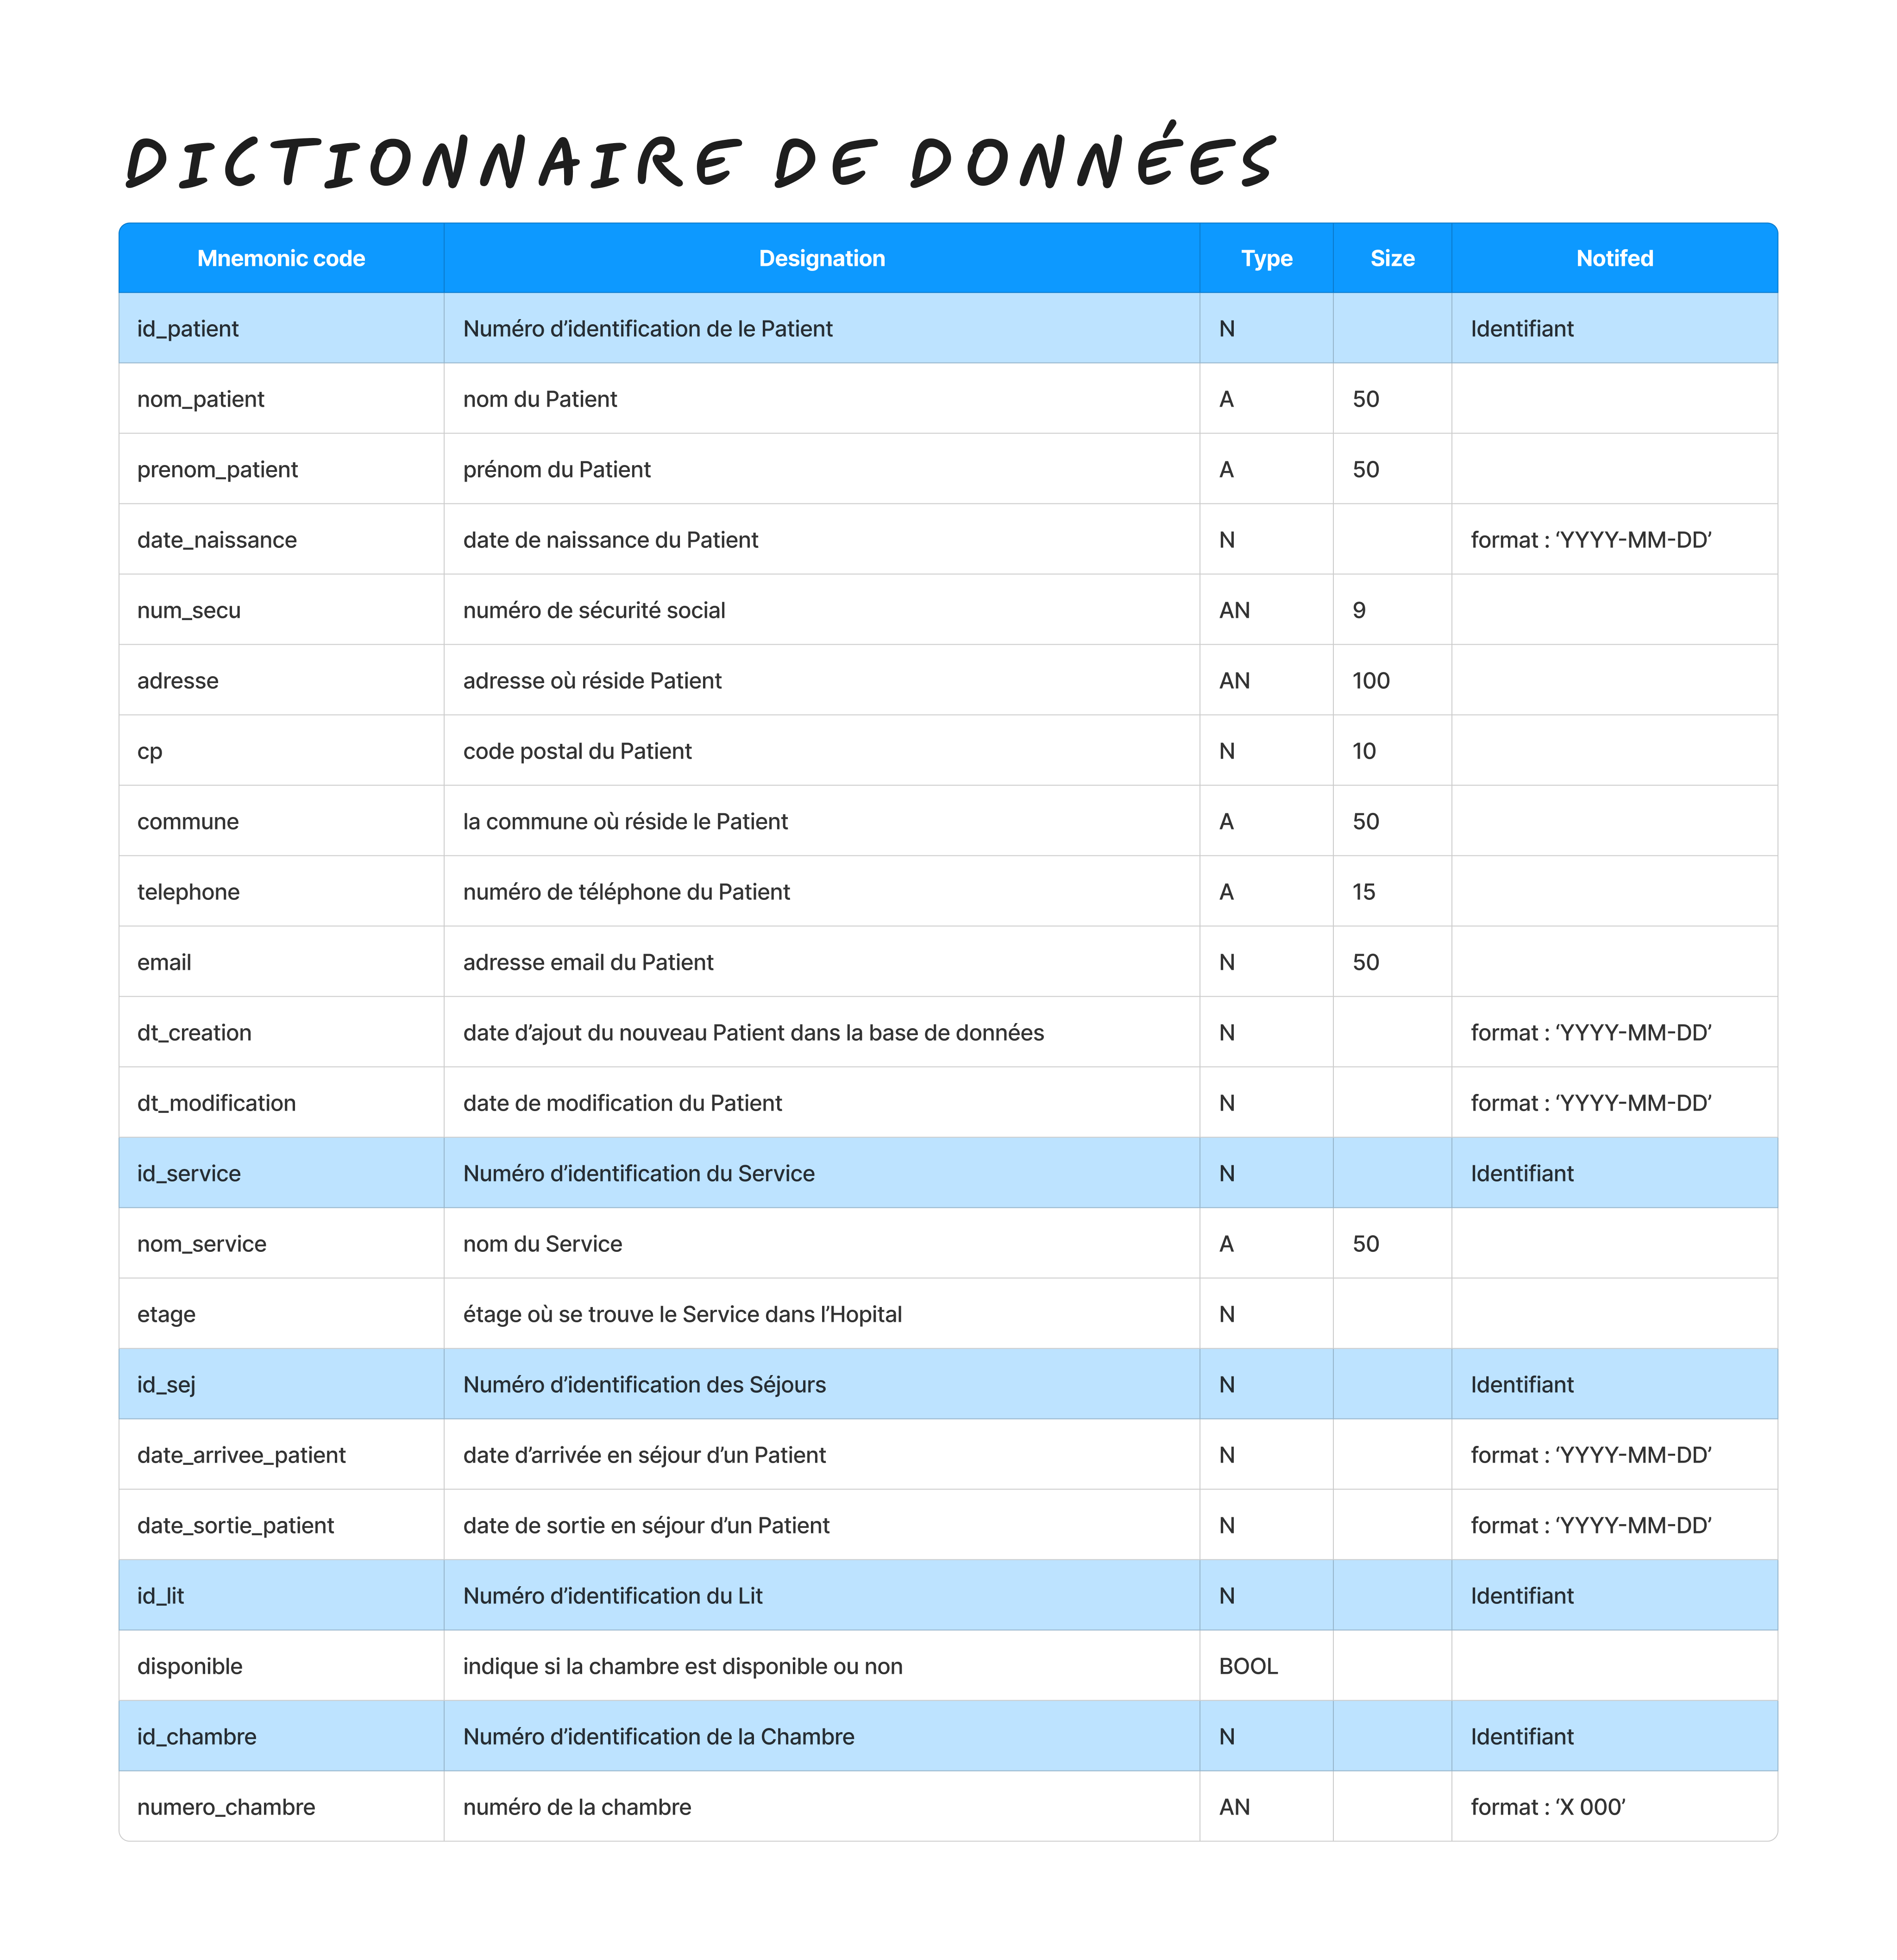 DICTIONNAIRE DE DONNÉES
Mnemonic code Designation Type Size Notifed
id_patient Numéro d’identification de le Patient N Identifiant
nom_patient nom du Patient A 50
prenom_patient prénom du Patient A 50
date_naissance date de naissance du Patient N format : ‘YYYY-MM-DD’
num_secu numéro de sécurité social AN 9
adresse adresse où réside Patient AN 100
cp code postal du Patient N 10
commune la commune où réside le Patient A 50
telephone numéro de téléphone du Patient A 15
email adresse email du Patient N 50
dt_creation date d’ajout du nouveau Patient dans la base de données N format : ‘YYYY-MM-DD’
dt_modification date de modification du Patient N format : ‘YYYY-MM-DD’
id_service Numéro d’identification du Service N Identifiant
nom_service nom du Service A 50
etage étage où se trouve le Service dans l’Hopital N
id_sej Numéro d’identification des Séjours N Identifiant
date_arrivee_patient date d’arrivée en séjour d’un Patient N format : ‘YYYY-MM-DD’
date_sortie_patient date de sortie en séjour d’un Patient N format : ‘YYYY-MM-DD’
id_lit Numéro d’identification du Lit N Identifiant
disponible indique si la chambre est disponible ou non BOOL
id_chambre Numéro d’identification de la Chambre N Identifiant
numero_chambre numéro de la chambre AN format : ‘X 000’